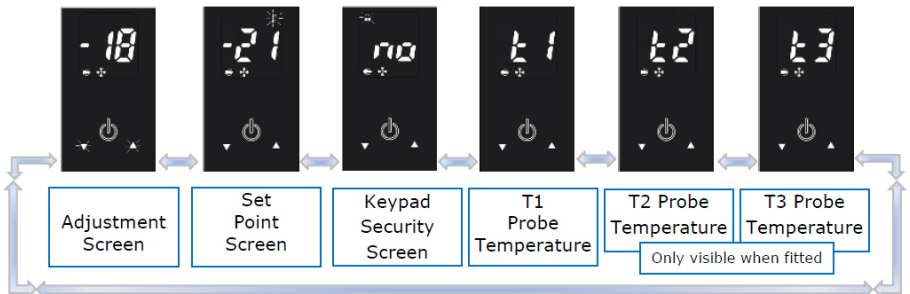 -18
-21
no
t1
t2
t3
Adjustment
Screen
Set
Point
Screen
Keypad
Security
Screen
T1
Probe
Temperature
T2 Probe
Temperature
T3 Probe
Temperature
Only visible when fitted